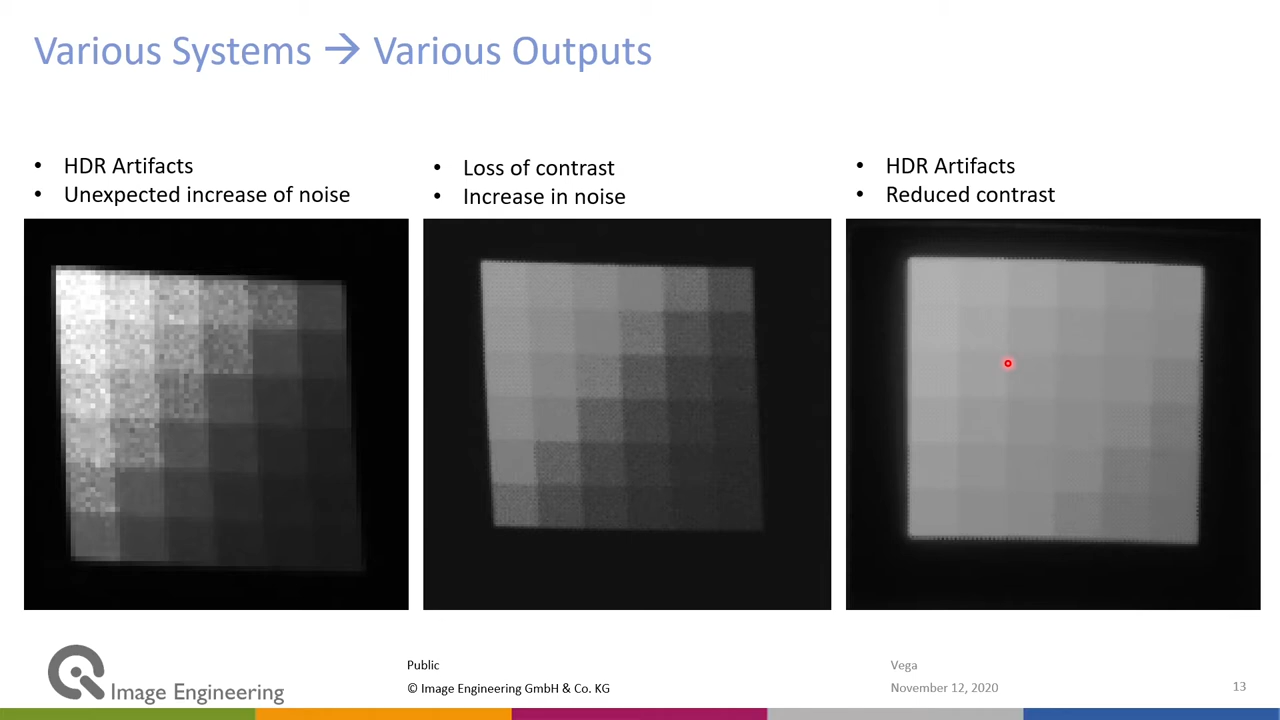 Various Systems → Various Outputs
• HDR Artifacts
• Unexpected increase of noise
• Loss of contrast
• Increase in noise
• HDR Artifacts
• Reduced contrast
Image Engineering
Public
© Image Engineering GmbH & Co. KG
Vega
November 12, 2020
13